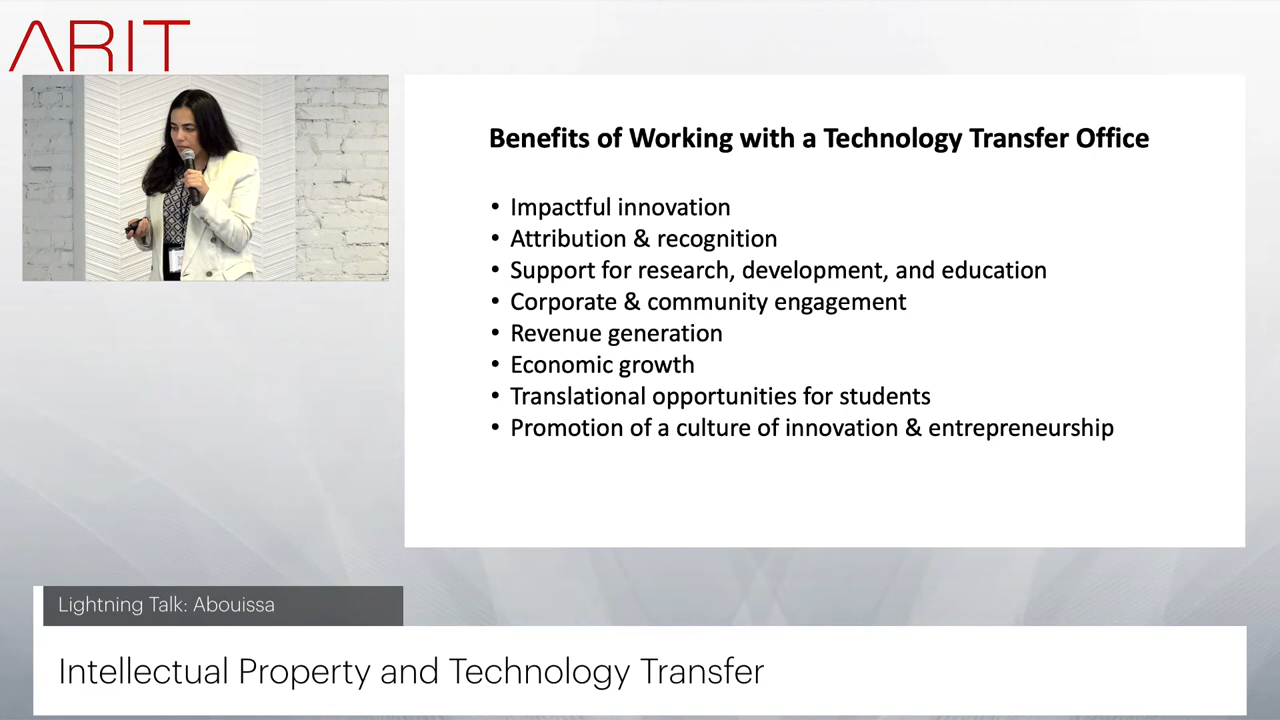 ARIT
Benefits of Working with a Technology Transfer Office
• Impactful innovation
• Attribution & recognition
• Support for research, development, and education
• Corporate & community engagement
• Revenue generation
• Economic growth
• Translational opportunities for students
• Promotion of a culture of innovation & entrepreneurship
Lightning Talk: Abouissa
Intellectual Property and Technology Transfer